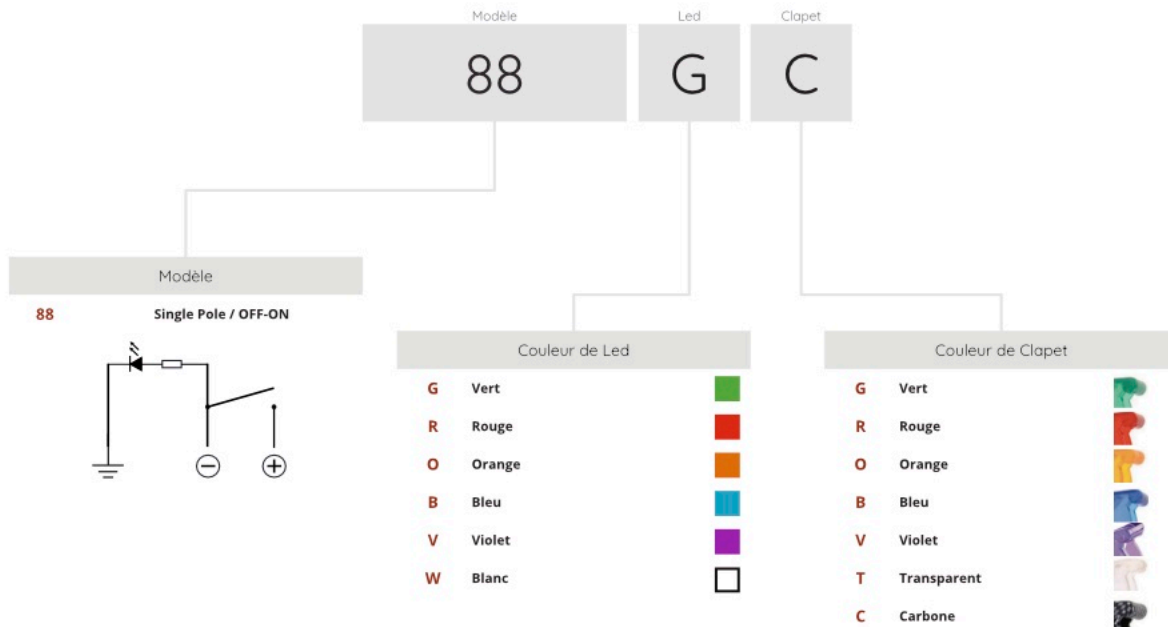 Modèle Led Clapet
88 G C
Modèle
88 Single Pole / OFF-ON
Couleur de Led
G Vert
R Rouge
O Orange
B Bleu
V Violet
W Blanc
Couleur de Clapet
G Vert
R Rouge
O Orange
B Bleu
V Violet
T Transparent
C Carbone